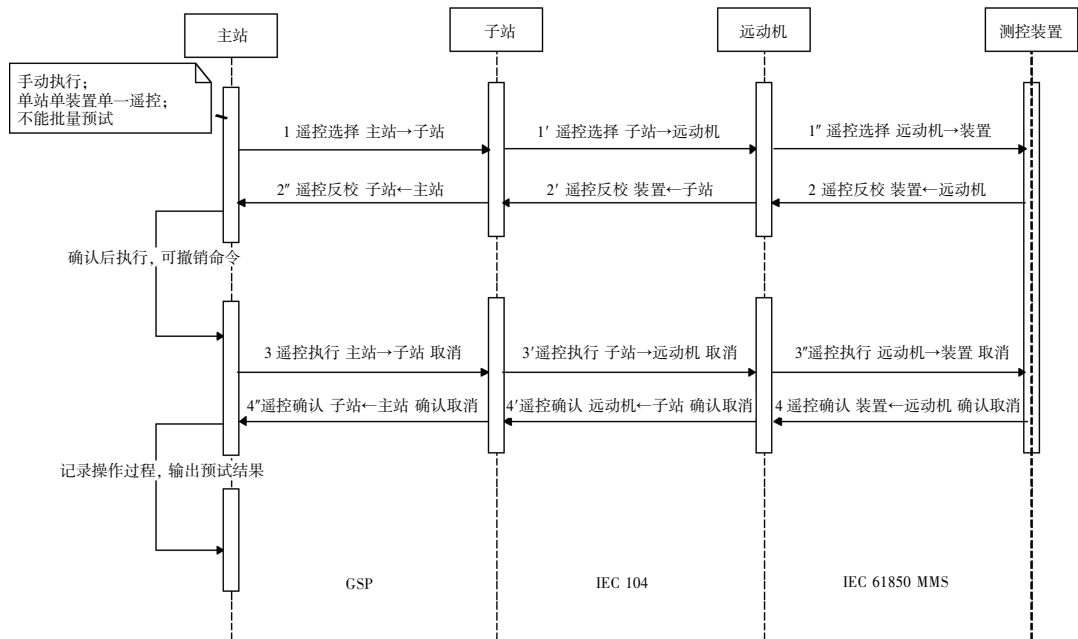 主站
子站
远动机
测控装置
手动执行;
单站单装置单一遥控;
不能批量预试
1 遥控选择 主站→子站
1′ 遥控选择 子站→远动机
1″ 遥控选择 远动机→装置
2″ 遥控反校 子站←主站
2′ 遥控反校 装置←子站
2 遥控反校 装置←远动机
确认后执行，可撤销命令
3 遥控执行 主站→子站 取消
3′遥控执行 子站→远动机 取消
3″遥控执行 远动机→装置 取消
4″遥控确认 子站←主站 确认取消
4′遥控确认 远动机←子站 确认取消
4 遥控确认 装置←远动机 确认取消
记录操作过程，输出预试结果
GSP
IEC 104
IEC 61850 MMS